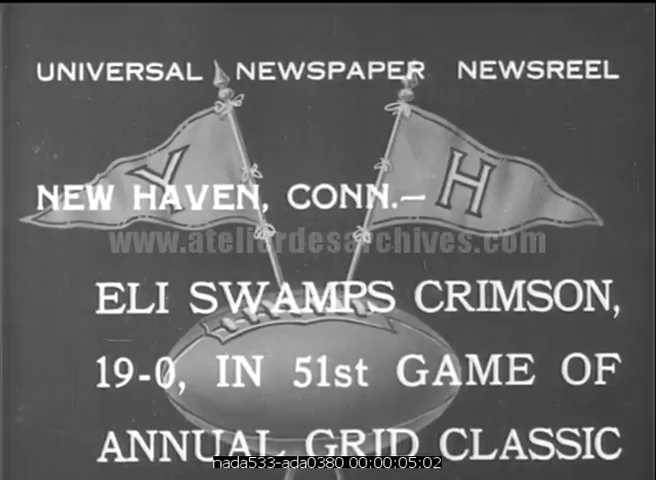 UNIVERSAL NEWSPAPER NEWSREEL
Y H
NEW HAVEN, CONN.—
www.atelierdesarchives.com
ELI SWAMPS CRIMSON,
19-0, IN 51st GAME OF
ANNUAL GRID CLASSIC
nada533-ada0380 00:00:05:02